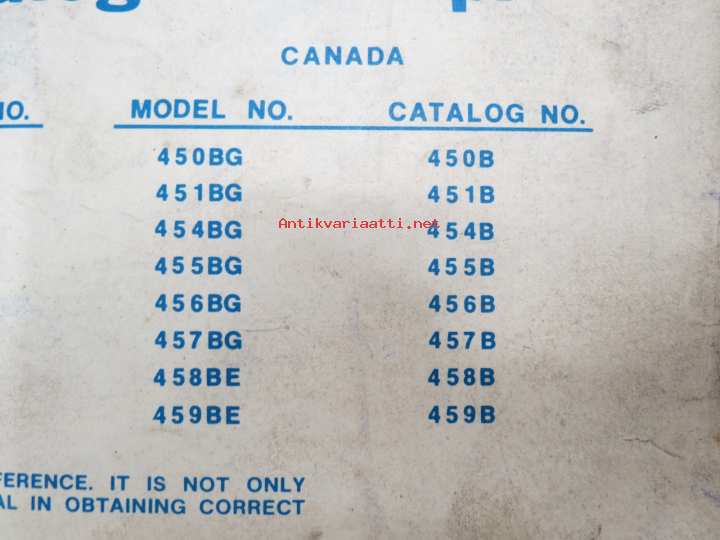 CANADA
NO. MODEL NO. CATALOG NO.
450BG 450B
451BG 451B
Antikvariaatti.net
454BG 454B
455BG 455B
456BG 456B
457BG 457B
458BE 458B
459BE 459B
FERENCE. IT IS NOT ONLY
AL IN OBTAINING CORRECT